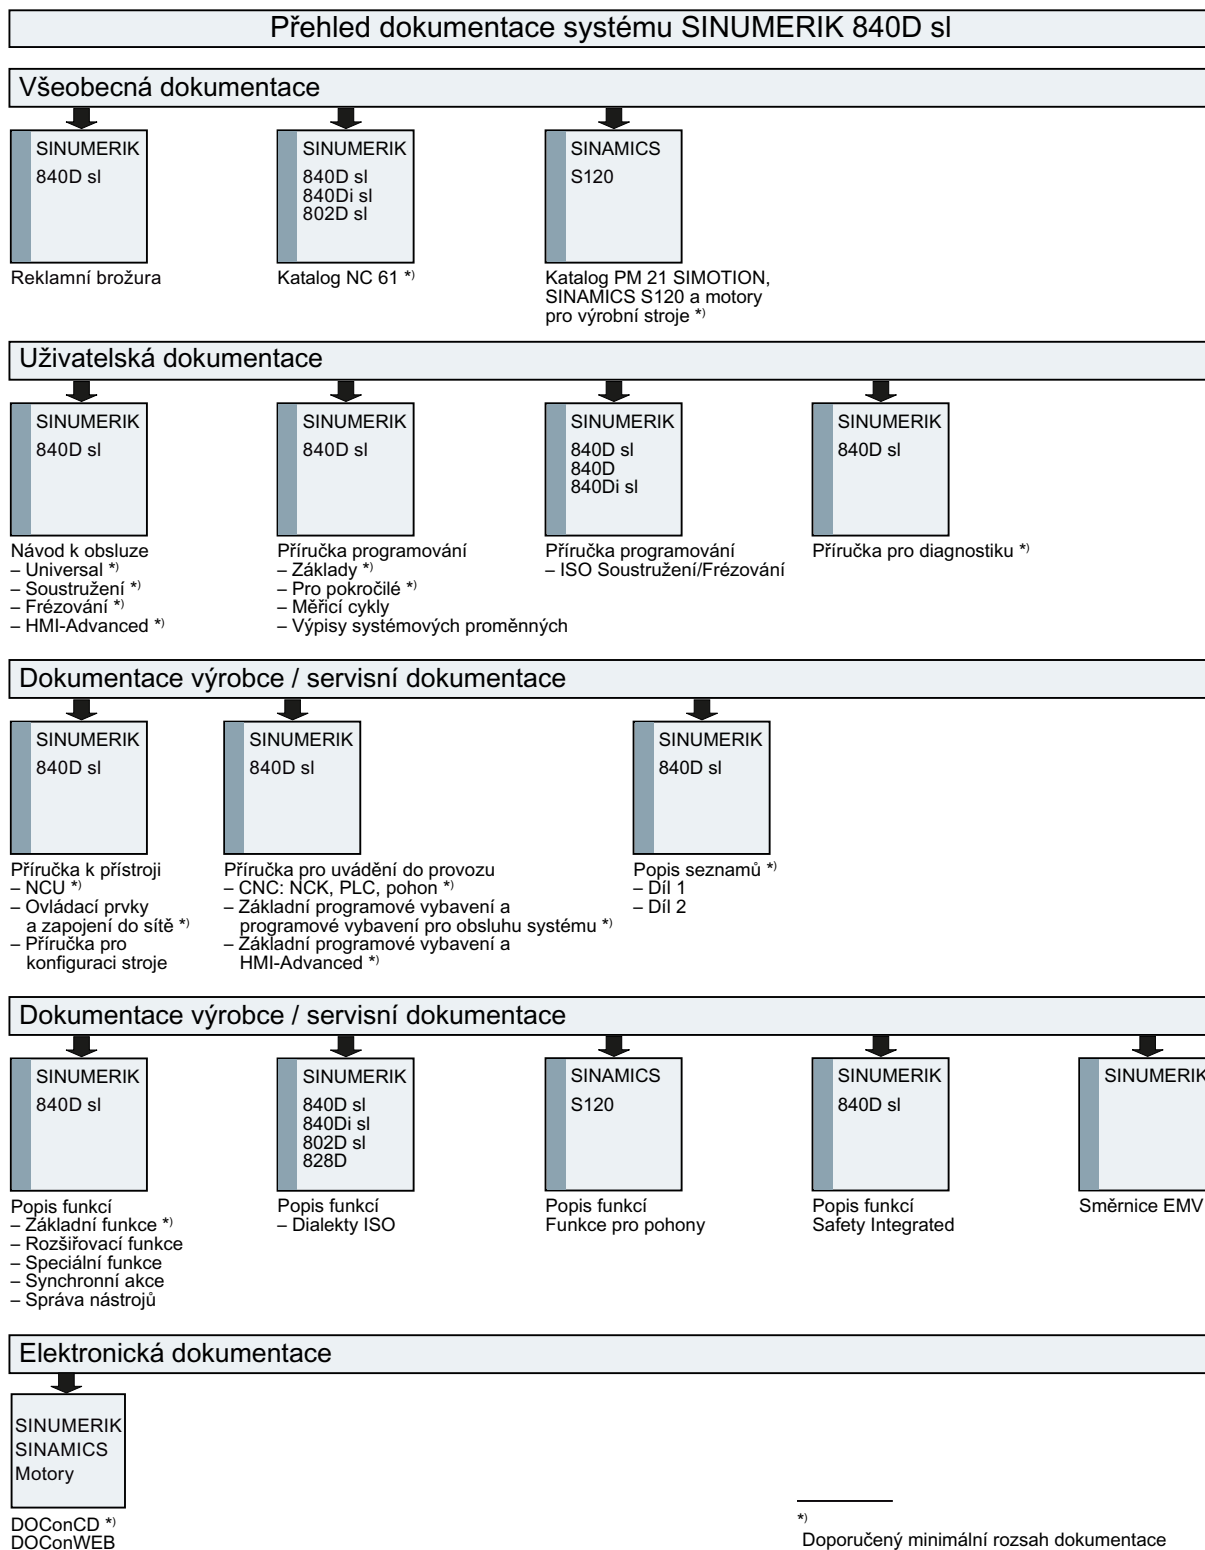 Přehled dokumentace systému SINUMERIK 840D sl
Všeobecná dokumentace
SINUMERIK
840D sl
Reklamní brožura
SINUMERIK
840D sl
840Di sl
802D sl
Katalog NC 61 *)
SINAMICS
S120
Katalog PM 21 SIMOTION,
SINAMICS S120 a motory
pro výrobní stroje *)
Uživatelská dokumentace
SINUMERIK
840D sl
Návod k obsluze
– Universal *)
– Soustružení *)
– Frézování *)
– HMI-Advanced *)
SINUMERIK
840D sl
Příručka programování
– Základy *)
– Pro pokročilé *)
– Měřicí cykly
– Výpisy systémových proměnných
SINUMERIK
840D sl
840D
840Di sl
Příručka programování
– ISO Soustružení/Frézování
SINUMERIK
840D sl
Příručka pro diagnostiku *)
Dokumentace výrobce / servisní dokumentace
SINUMERIK
840D sl
Příručka k přístroji
– NCU *)
– Ovládací prvky
a zapojení do sítě *)
– Příručka pro
konfiguraci stroje
SINUMERIK
840D sl
Příručka pro uvádění do provozu
– CNC: NCK, PLC, pohon *)
– Základní programové vybavení a
programové vybavení pro obsluhu systému *)
– Základní programové vybavení a
HMI-Advanced *)
SINUMERIK
840D sl
Popis seznamů *)
– Díl 1
– Díl 2
Dokumentace výrobce / servisní dokumentace
SINUMERIK
840D sl
Popis funkcí
– Základní funkce *)
– Rozšiřovací funkce
– Speciální funkce
– Synchronní akce
– Správa nástrojů
SINUMERIK
840D sl
840Di sl
802D sl
828D
Popis funkcí
– Dialekty ISO
SINAMICS
S120
Popis funkcí
Funkce pro pohony
SINUMERIK
840D sl
Popis funkcí
Safety Integrated
SINUMERIK
Směrnice EMV
Elektronická dokumentace
SINUMERIK
SINAMICS
Motory
DOConCD *)
DOConWEB
*)
Doporučený minimální rozsah dokumentace